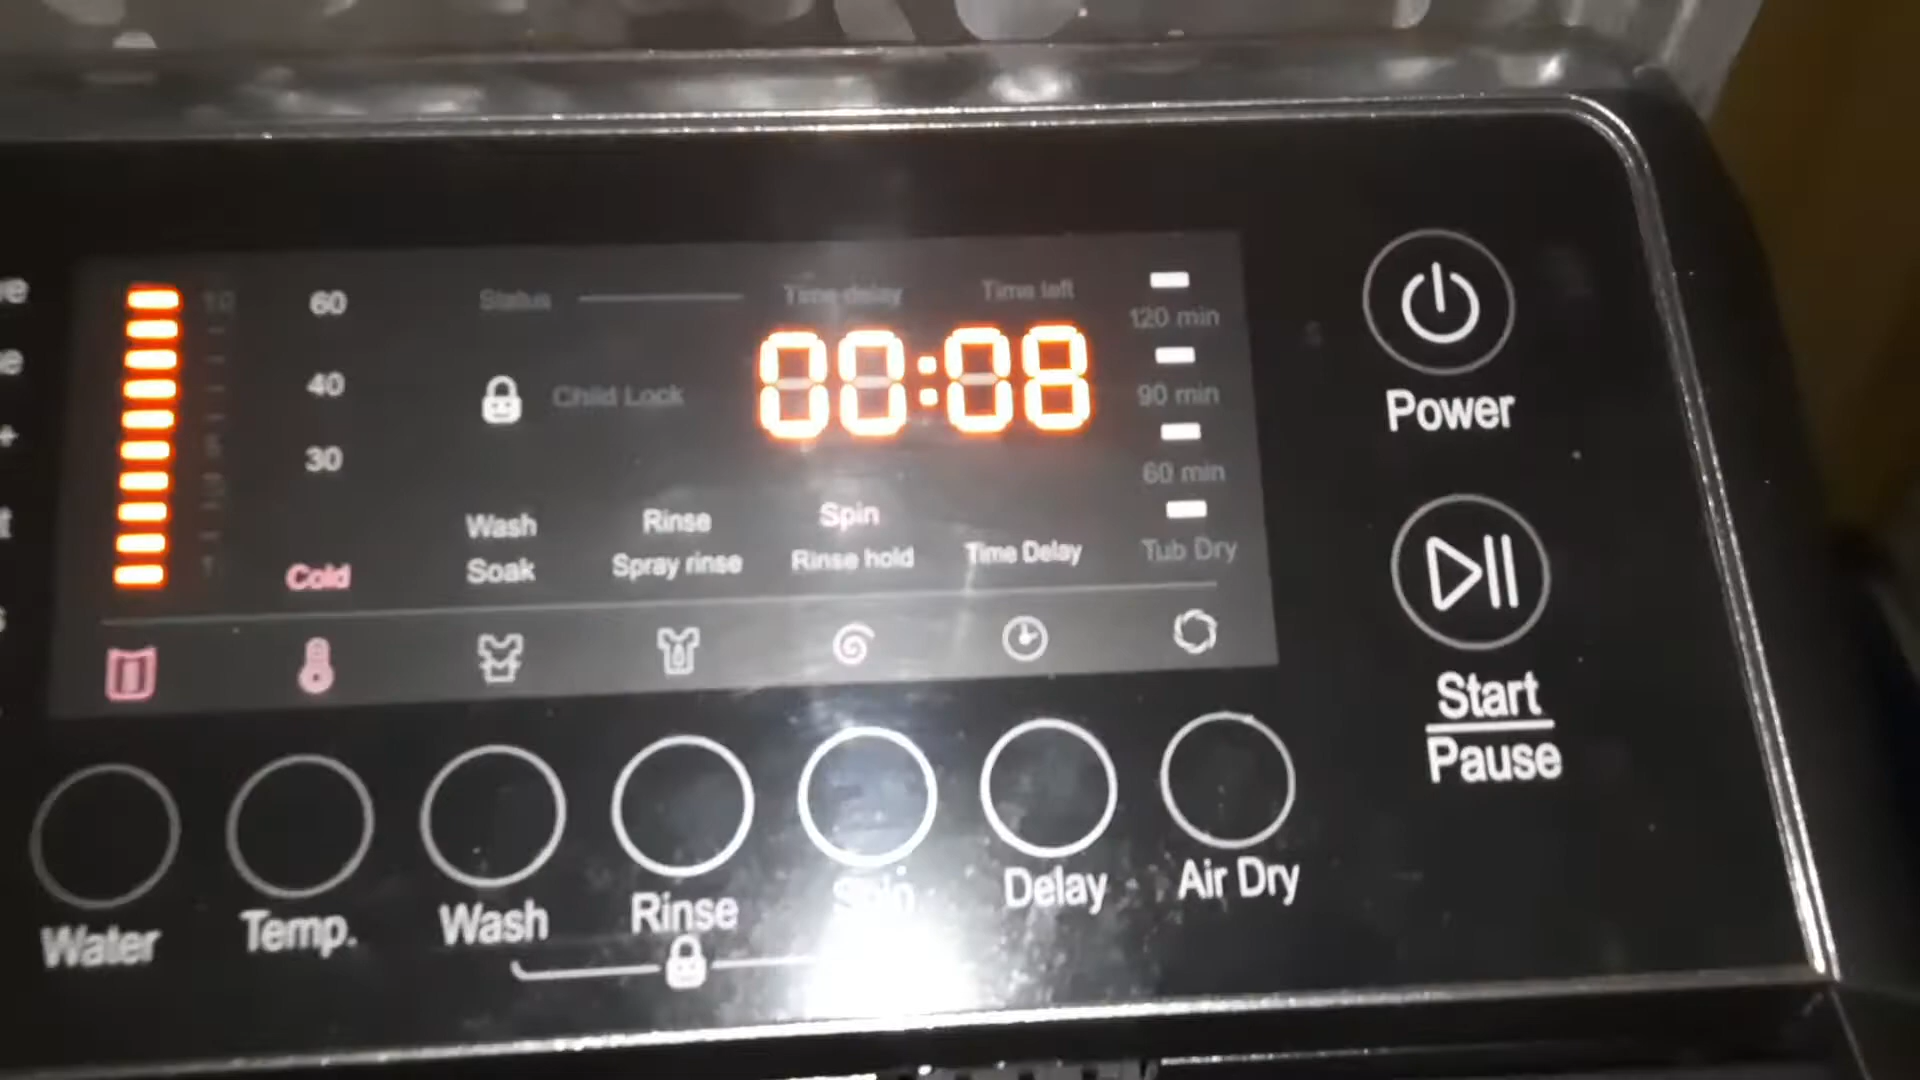 10
60
Status
Time delay
Time left
120 min
40
Child Lock
00:08
90 min
30
60 min
Wash
Rinse
Spin
Soak
Spray rinse
Rinse hold
Time Delay
Tub Dry
1
Cold
Power
Start
Pause
Water
Temp.
Wash
Rinse
Spin
Delay
Air Dry